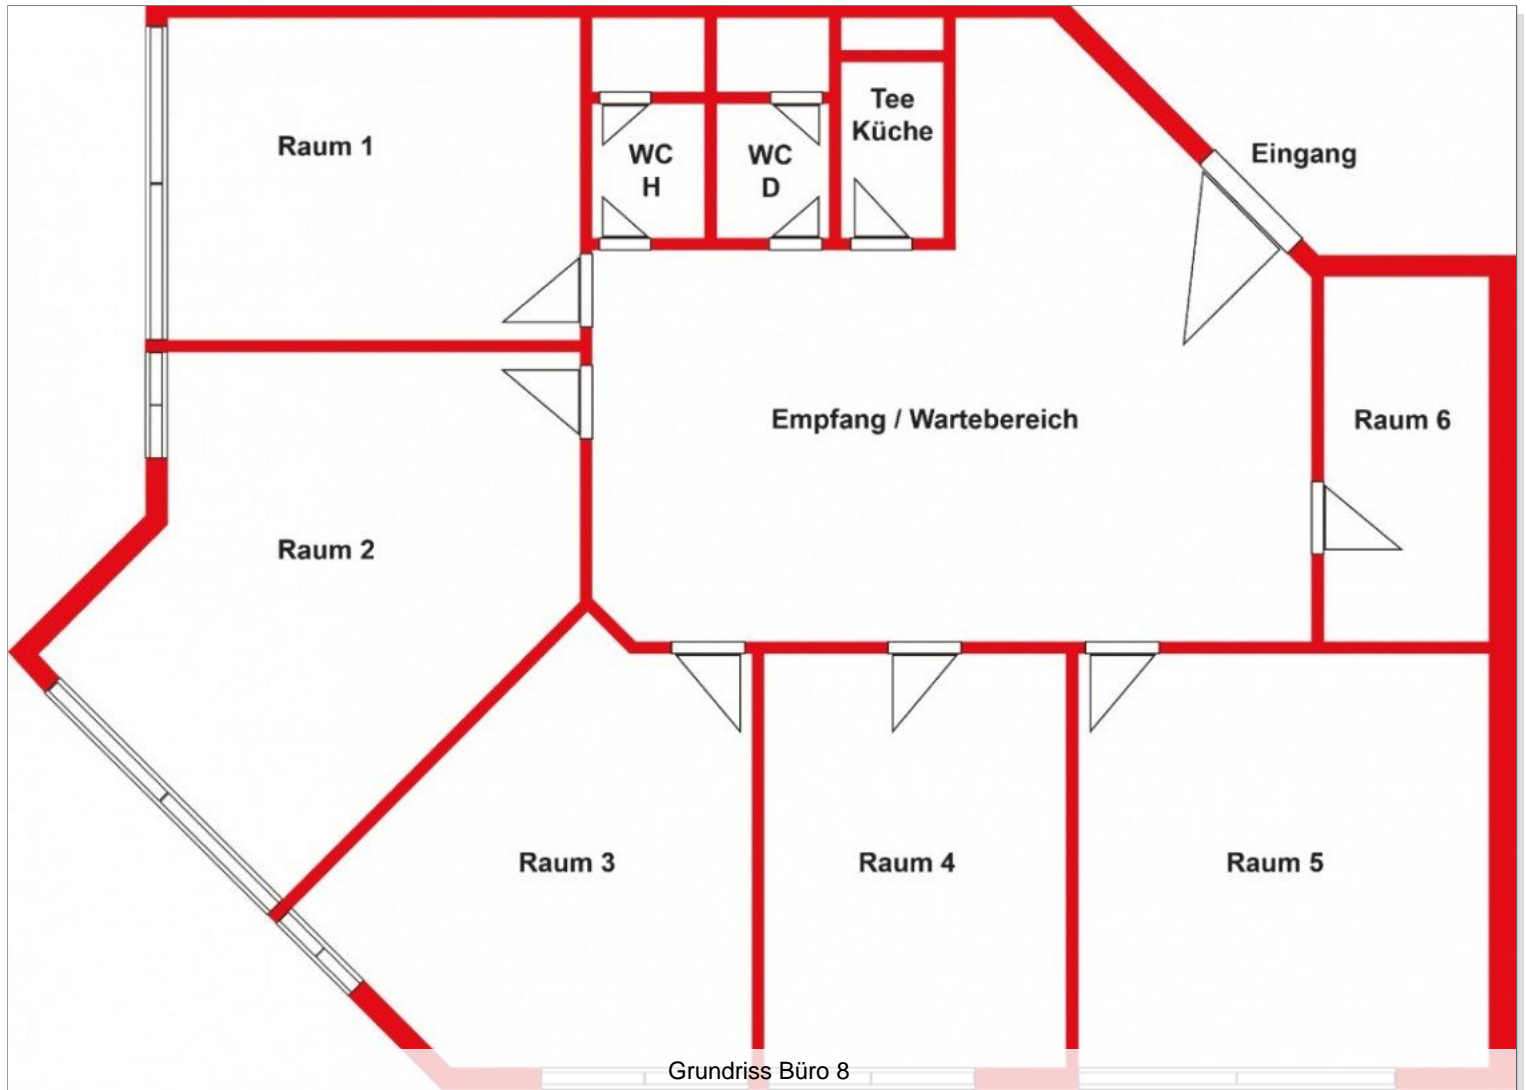 Raum 1
WC
H
WC
D
Tee
Küche
Eingang
Empfang / Wartebereich
Raum 6
Raum 2
Raum 3
Raum 4
Raum 5
Grundriss Büro 8